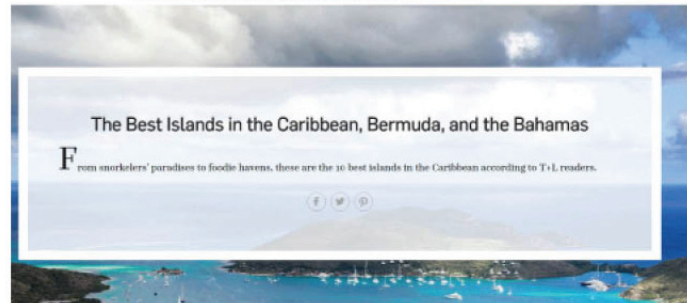 The Best Islands in the Caribbean, Bermuda, and the Bahamas
From snorkelers' paradises to foodie havens, these are the 10 best islands in the Caribbean according to T+L readers.